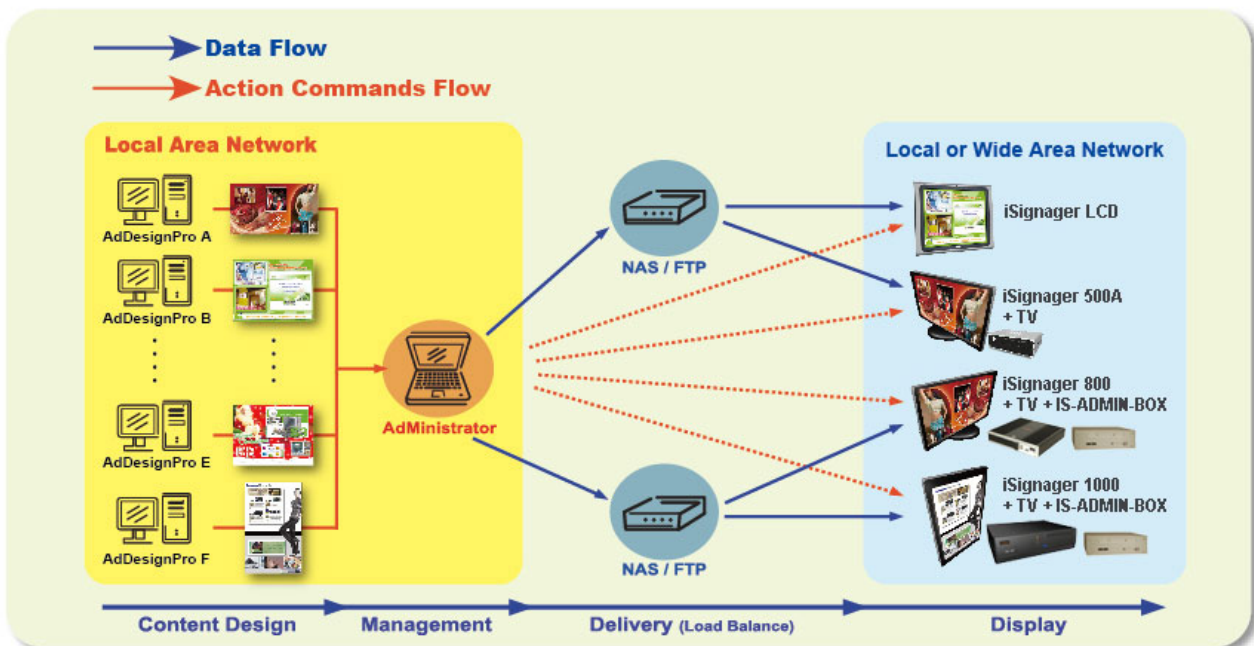 Data Flow
Action Commands Flow
Local Area Network
AdDesignPro A
AdDesignPro B
AdDesignPro E
AdDesignPro F
AdMinistrator
NAS / FTP
NAS / FTP
Local or Wide Area Network
iSignager LCD
iSignager 500A
+ TV
iSignager 800
+ TV + IS-ADMIN-BOX
iSignager 1000
+ TV + IS-ADMIN-BOX
Content Design
Management
Delivery (Load Balance)
Display